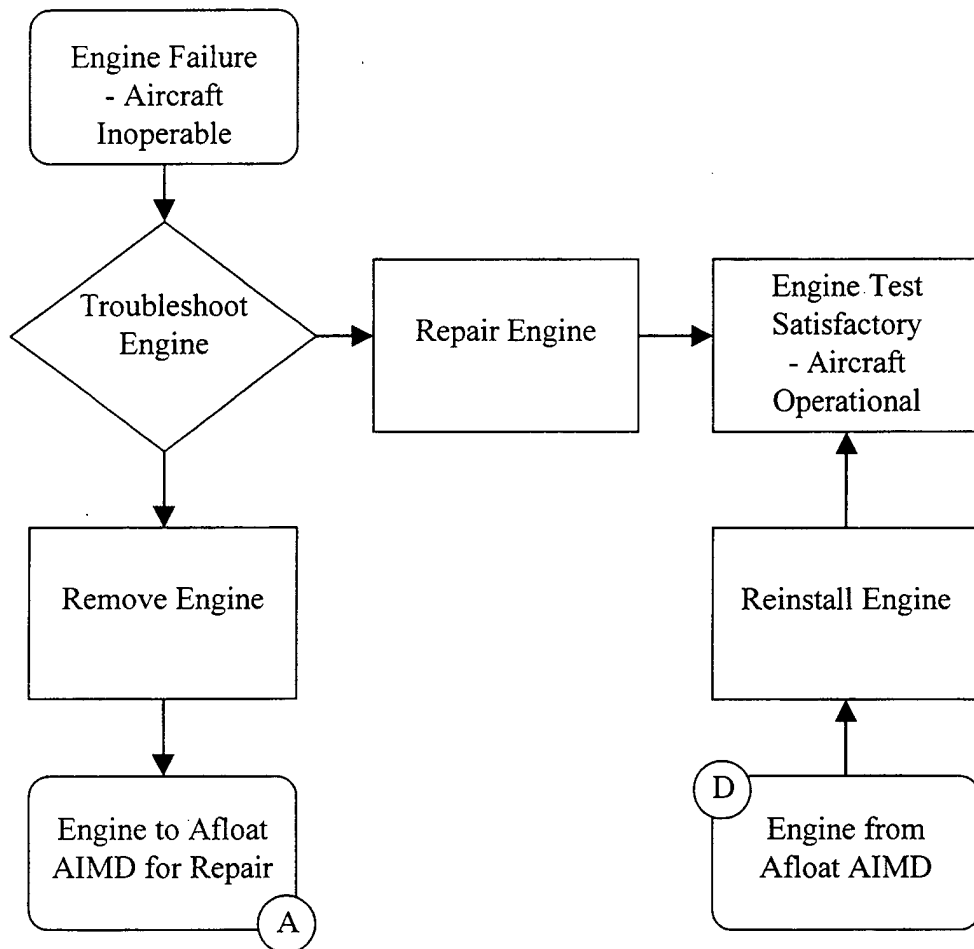 Engine Failure
- Aircraft
Inoperable
Troubleshoot
Engine
Repair Engine
Engine Test
Satisfactory
- Aircraft
Operational
Remove Engine
Reinstall Engine
Engine to Afloat
AIMD for Repair
A
D
Engine from
Afloat AIMD